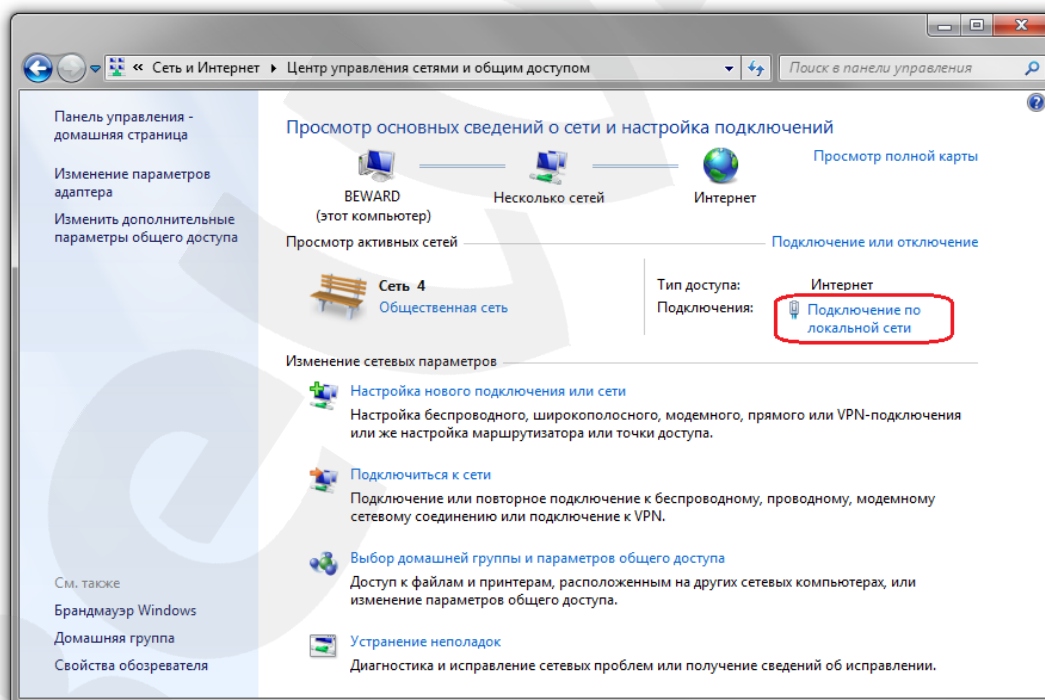 « Сеть и Интернет ▸ Центр управления сетями и общим доступом
Поиск в панели управления
Панель управления -
домашняя страница
Изменение параметров
адаптера
Изменить дополнительные
параметры общего доступа
См. также
Брандмауэр Windows
Домашняя группа
Свойства обозревателя
Просмотр основных сведений о сети и настройка подключений
Просмотр полной карты
BEWARD
(этот компьютер)
Несколько сетей
Интернет
Просмотр активных сетей
Подключение или отключение
Сеть 4
Общественная сеть
Тип доступа: Интернет
Подключения: Подключение по
локальной сети
Изменение сетевых параметров
Настройка нового подключения или сети
Настройка беспроводного, широкополосного, модемного, прямого или VPN-подключения
или же настройка маршрутизатора или точки доступа.
Подключиться к сети
Подключение или повторное подключение к беспроводному, проводному, модемному
сетевому соединению или подключение к VPN.
Выбор домашней группы и параметров общего доступа
Доступ к файлам и принтерам, расположенным на других сетевых компьютерах, или
изменение параметров общего доступа.
Устранение неполадок
Диагностика и исправление сетевых проблем или получение сведений об исправлении.